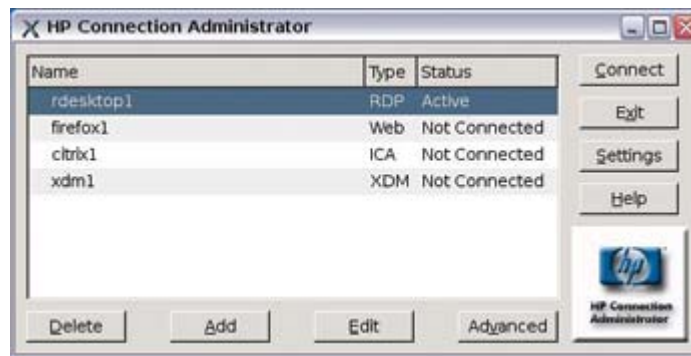 HP Connection Administrator
Name Type Status
rdesktop1 RDP Active
firefox1 Web Not Connected
citrix1 ICA Not Connected
xdm1 XDM Not Connected
Connect
Exit
Settings
Help
hp
HP Connection
Administrator
Delete Add Edit Advanced